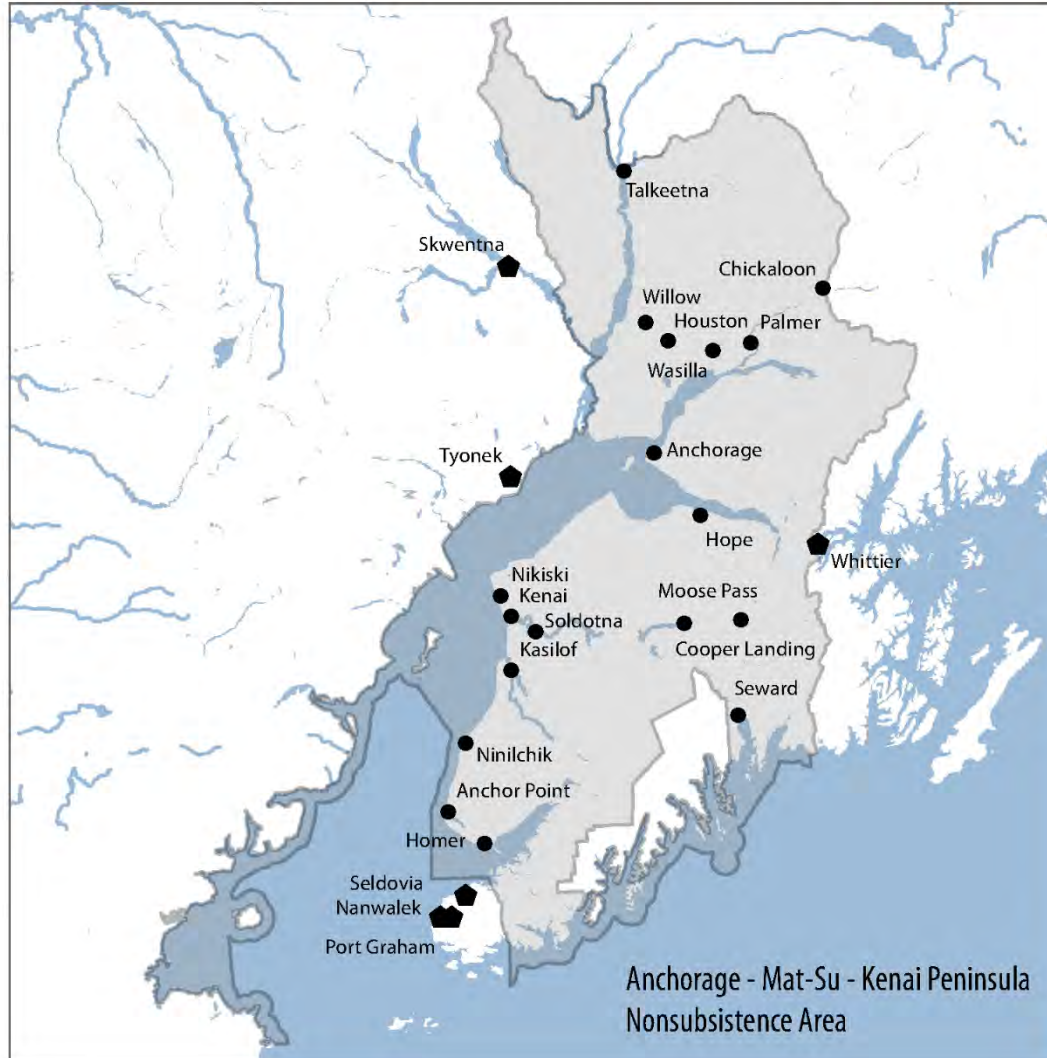 Talkeetna
Skwentna
Chickaloon
Willow
Houston
Palmer
Wasilla
Anchorage
Tyonek
Hope
Whittier
Nikiski
Kenai
Moose Pass
Soldotna
Kasilof
Cooper Landing
Seward
Ninilchik
Anchor Point
Homer
Seldovia
Nanwalek
Port Graham
Anchorage - Mat-Su - Kenai Peninsula
Nonsubsistence Area